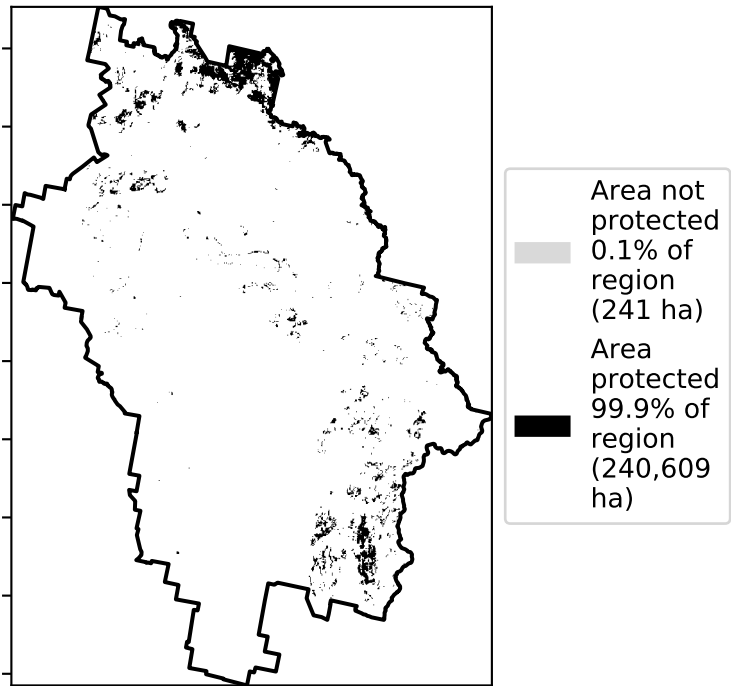 Area not
protected
0.1% of
region
(241 ha)
Area
protected
99.9% of
region
(240,609
ha)